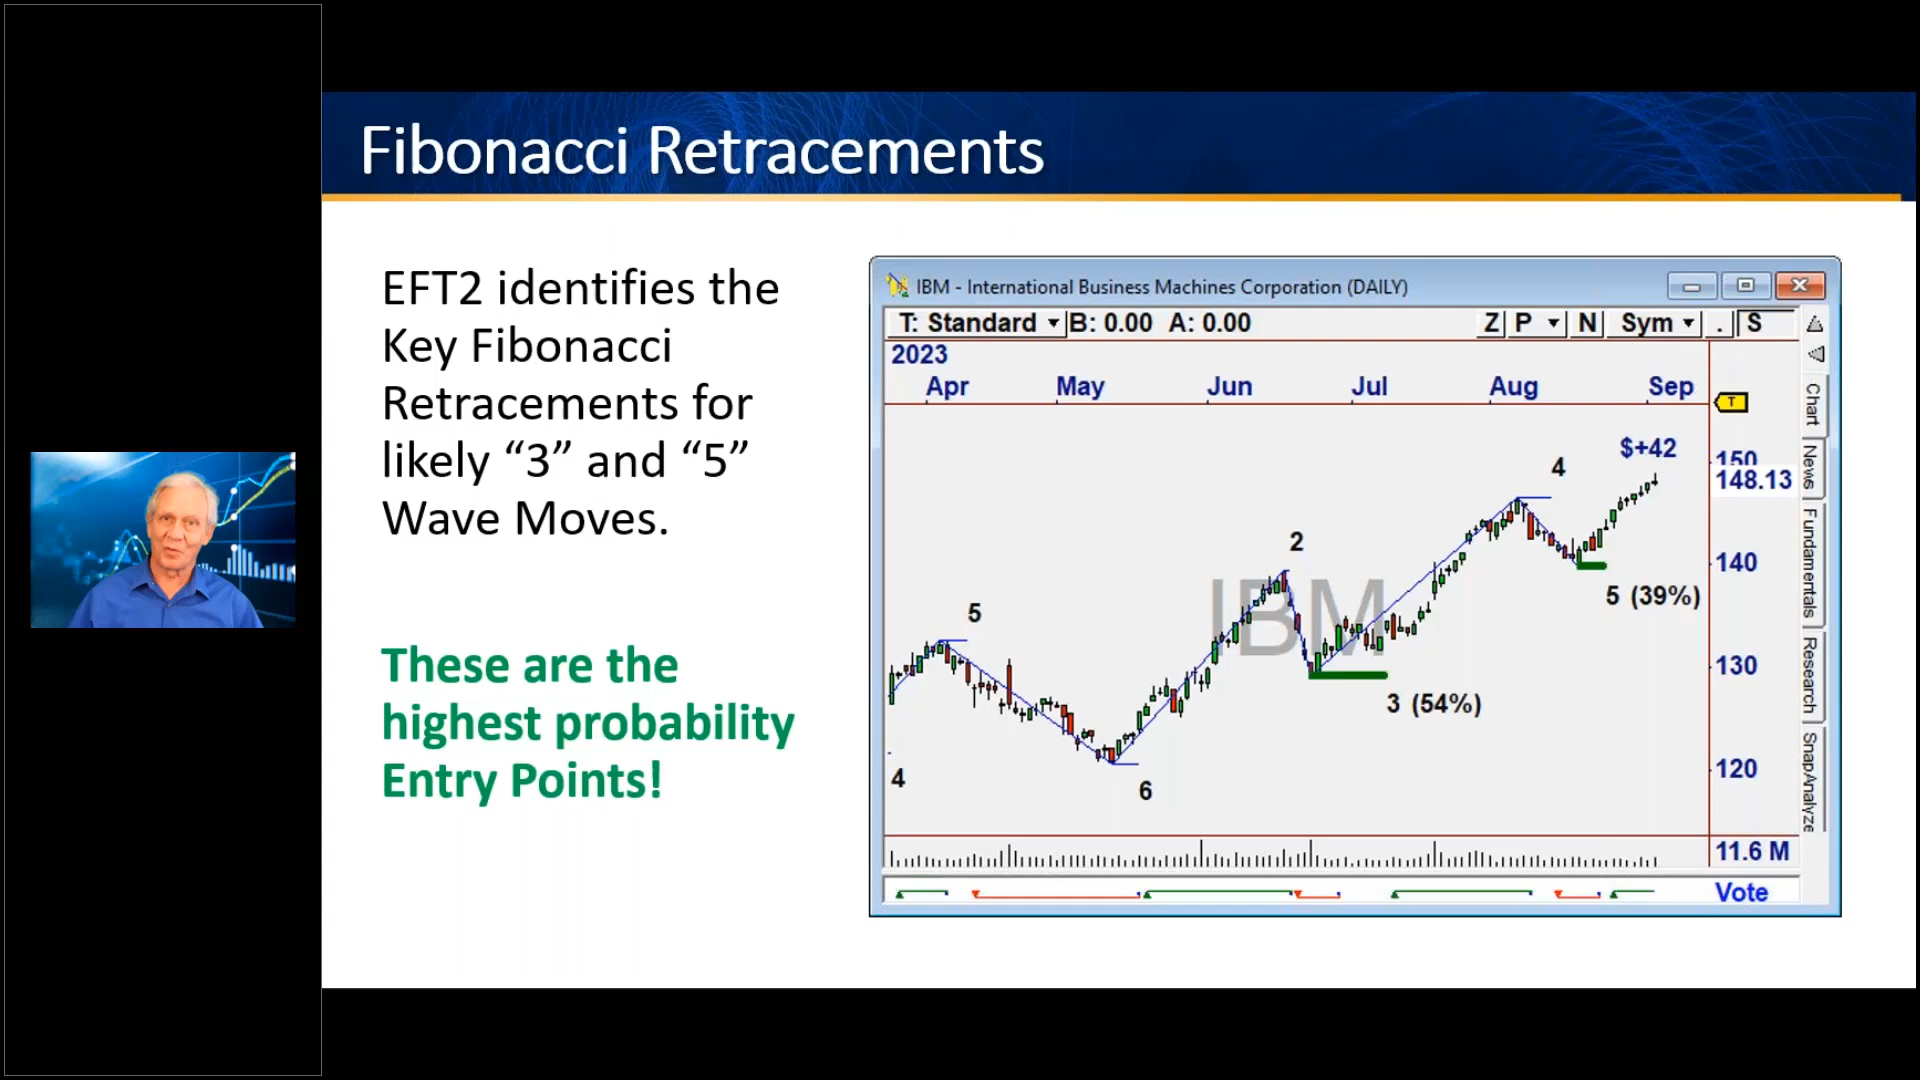 Fibonacci Retracements
EFT2 identifies the
Key Fibonacci
Retracements for
likely “3” and “5”
Wave Moves.
These are the
highest probability
Entry Points!
IBM - International Business Machines Corporation (DAILY)
T: Standard B: 0.00 A: 0.00 Z P N Sym . S
2023
Apr May Jun Jul Aug Sep
T
$+42
150
148.13
140
130
120
4
5
6
2
3 (54%)
4
5 (39%)
IBM
11.6 M
Vote
Chart
News
Fundamentals
Research
SnapAnalyze